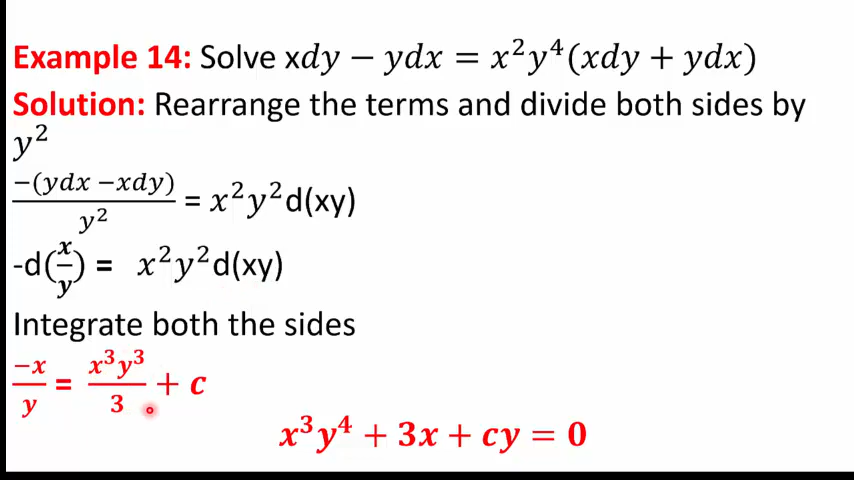 Example 14: Solve x𝑑𝑦 − 𝑦𝑑𝑥 = 𝑥²𝑦⁴(𝑥𝑑𝑦 + 𝑦𝑑𝑥)
Solution: Rearrange the terms and divide both sides by
𝑦²
−(𝑦𝑑𝑥 −𝑥𝑑𝑦)/𝑦² = 𝑥²𝑦²d(xy)
-d(𝒙/𝒚) = 𝑥²𝑦²d(xy)
Integrate both the sides
−𝒙/𝒚 = 𝒙³𝒚³/𝟑 + 𝒄
𝒙³𝒚⁴ + 𝟑𝒙 + 𝒄𝒚 = 𝟎